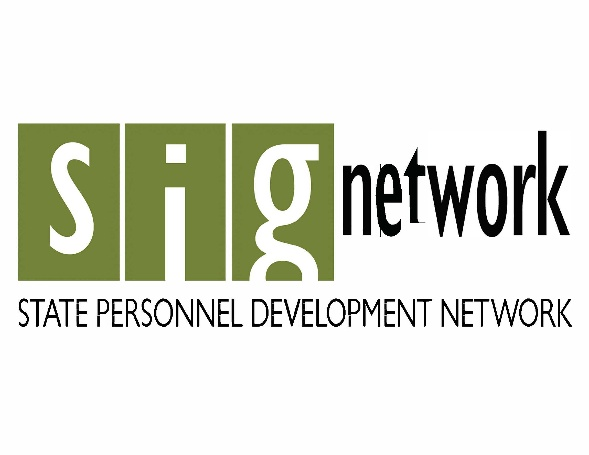 sig network
STATE PERSONNEL DEVELOPMENT NETWORK